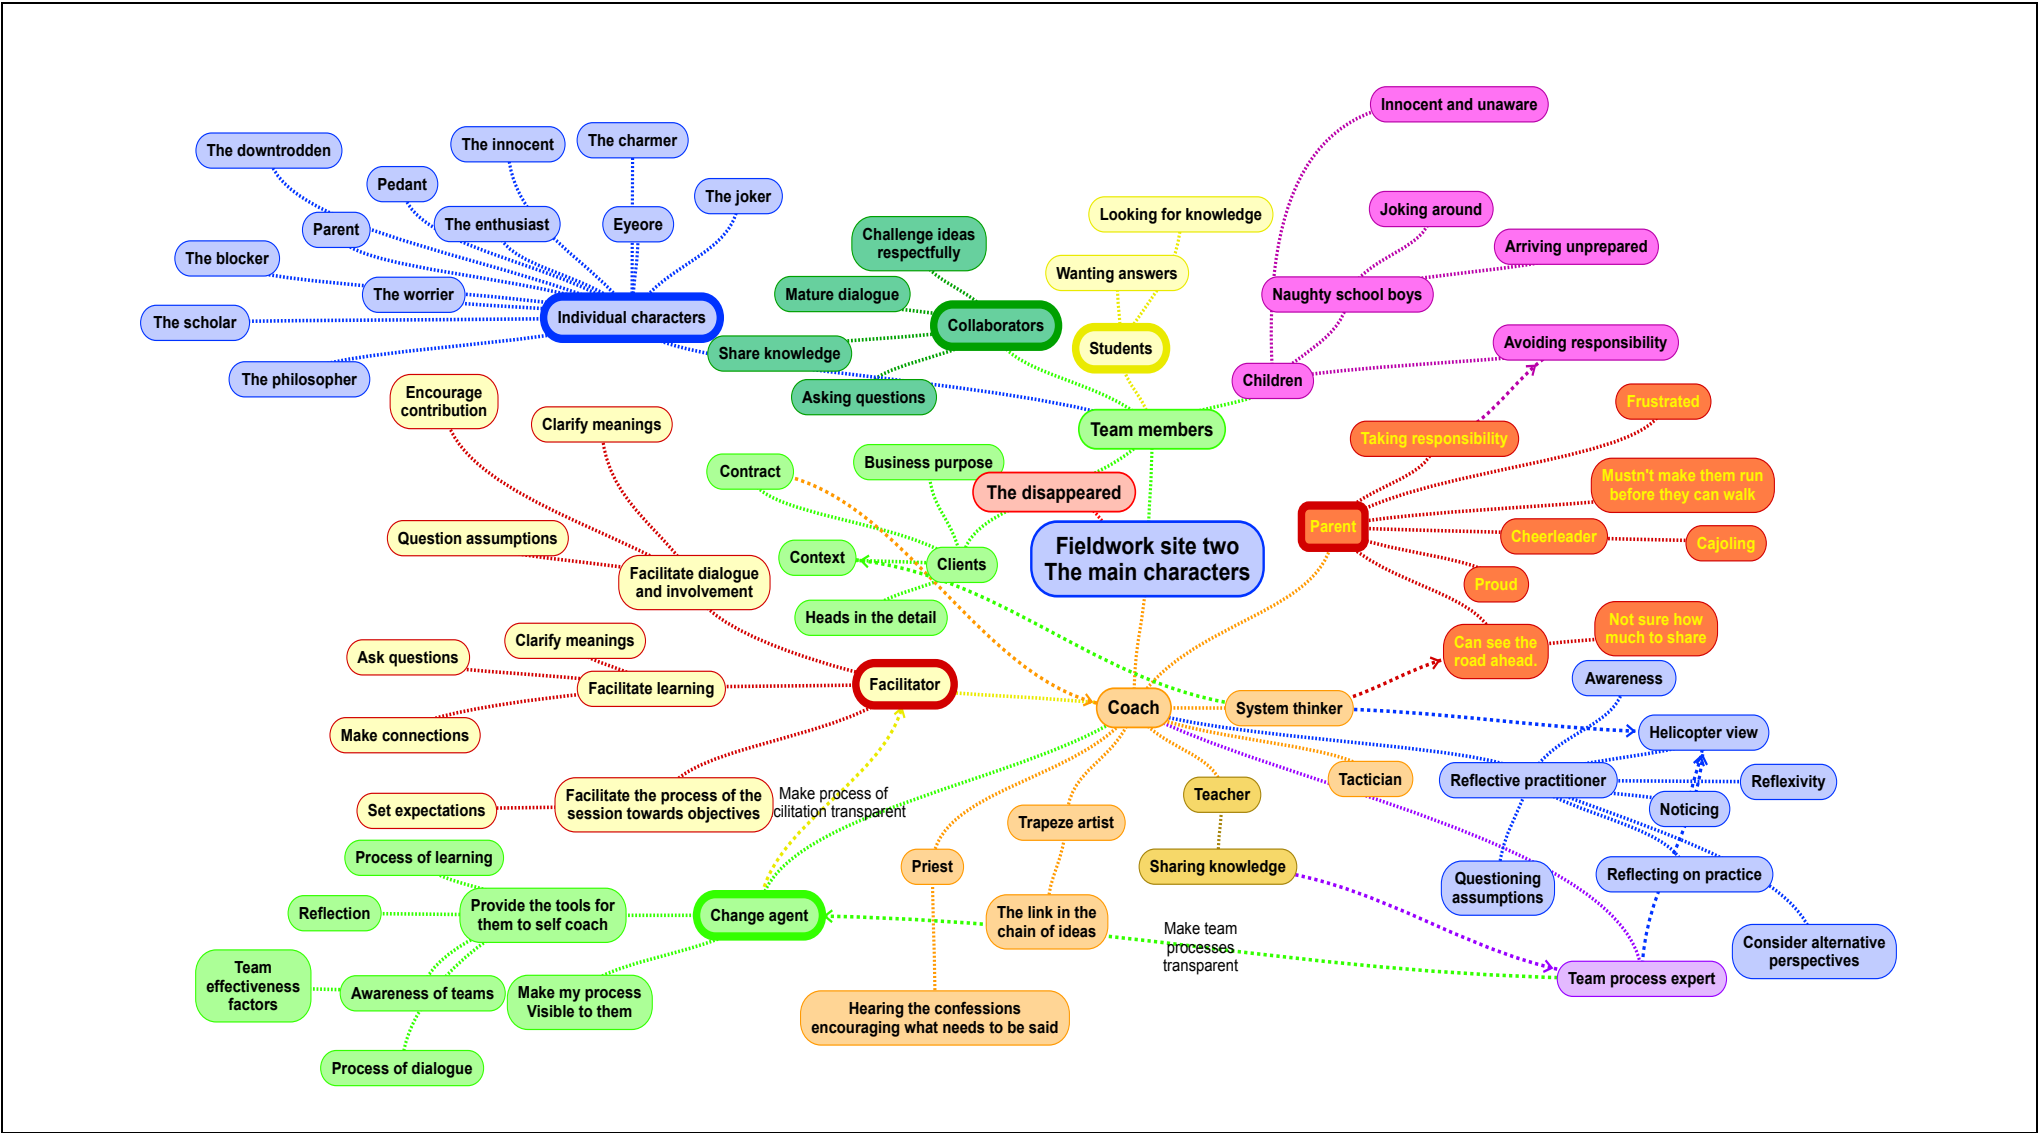 Innocent and unaware
The downtrodden
The innocent
The charmer
Pedant
The joker
Joking around
Looking for knowledge
Parent
The enthusiast
Eyeore
Challenge ideas
respectfully
Arriving unprepared
The blocker
Wanting answers
The worrier
Mature dialogue
Naughty school boys
The scholar
Individual characters
Collaborators
Students
Avoiding responsibility
Share knowledge
The philosopher
Children
Encourage
contribution
Asking questions
Frustrated
Clarify meanings
Team members
Taking responsibility
Contract
Business purpose
The disappeared
Mustn't make them run
before they can walk
Parent
Question assumptions
Cheerleader
Cajoling
Fieldwork site two
The main characters
Context
Clients
Facilitate dialogue
and involvement
Proud
Heads in the detail
Not sure how
much to share
Clarify meanings
Can see the
road ahead.
Ask questions
Facilitate learning
Facilitator
Awareness
Coach
System thinker
Make connections
Helicopter view
Tactician
Reflective practitioner
Reflexivity
Set expectations
Facilitate the process of the
session towards objectives
Make process of
cilitation transparent
Teacher
Noticing
Trapeze artist
Process of learning
Priest
Sharing knowledge
Questioning
assumptions
Reflecting on practice
Reflection
Provide the tools for
them to self coach
Change agent
The link in the
chain of ideas
Make team
processes
transparent
Consider alternative
perspectives
Team
effectiveness
factors
Awareness of teams
Make my process
Visible to them
Team process expert
Hearing the confessions
encouraging what needs to be said
Process of dialogue